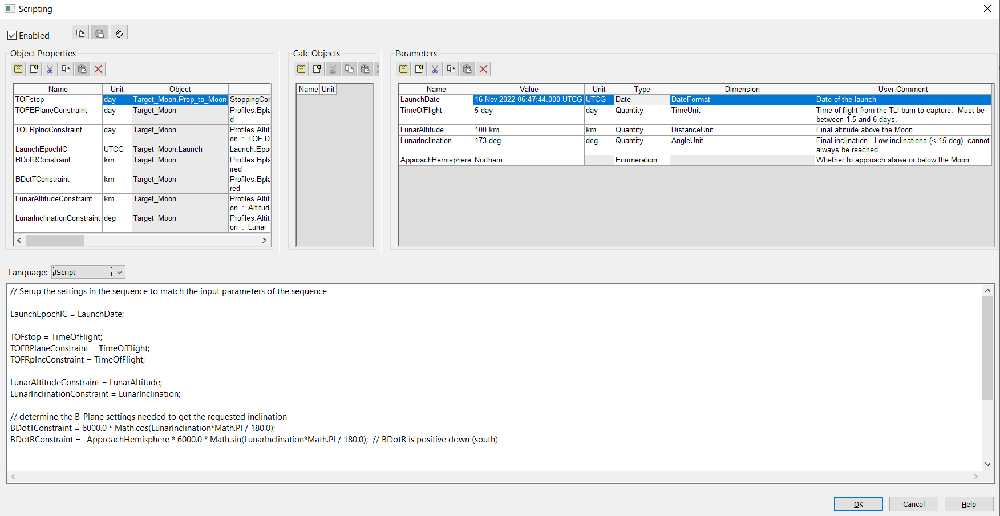 Scripting
Enabled
Object Properties
Name Unit Object
TOFstop day Target_Moon.Prop_to_Moon StoppingCon
TOFBPlaneConstraint day Target_Moon Profiles.Bpla
d
TOFRpIncConstraint day Target_Moon Profiles.Altit
on_:_TOF.D
LaunchEpochIC UTCG Target_Moon.Launch Launch.Epo
BDotRConstraint km Target_Moon Profiles.Bpla
ired
BDotTConstraint km Target_Moon Profiles.Bpla
red
LunarAltitudeConstraint km Target_Moon Profiles.Altit
on_:_Altitude
LunarInclinationConstraint deg Target_Moon Profiles.Altit
on_:_Lunar_
Calc Objects
Name Unit
Parameters
Name Value Unit Type Dimension User Comment
LaunchDate 16 Nov 2022 06:47:44.000 UTCG UTCG Date DateFormat Date of the launch
TimeOfFlight 5 day day Quantity TimeUnit Time of flight from the TLI burn to capture. Must be
between 1.5 and 6 days.
LunarAltitude 100 km km Quantity DistanceUnit Final altitude above the Moon
LunarInclination 173 deg deg Quantity AngleUnit Final inclination. Low inclinations (< 15 deg) cannot
always be reached.
ApproachHemisphere Northern Enumeration Whether to approach above or below the Moon
Language: JScript
// Setup the settings in the sequence to match the input parameters of the sequence
LaunchEpochIC = LaunchDate;
TOFstop = TimeOfFlight;
TOFBPlaneConstraint = TimeOfFlight;
TOFRpIncConstraint = TimeOfFlight;
LunarAltitudeConstraint = LunarAltitude;
LunarInclinationConstraint = LunarInclination;
// determine the B-Plane settings needed to get the requested inclination
BDotTConstraint = 6000.0 * Math.cos(LunarInclination*Math.PI / 180.0);
BDotRConstraint = -ApproachHemisphere * 6000.0 * Math.sin(LunarInclination*Math.PI / 180.0); // BDotR is positive down (south)
OK Cancel Help